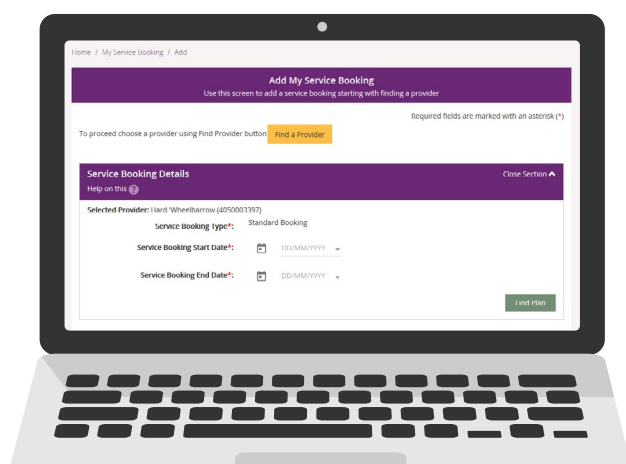 Home / My Service Booking / Add
Add My Service Booking
Use this screen to add a service booking starting with finding a provider
Required fields are marked with an asterisk (*)
To proceed choose a provider using Find Provider button Find a Provider
Service Booking Details
Close Section
Help on this ?
Selected Provider: Hard 'Wheelbarrow (4050003397)
Service Booking Type*: Standard Booking
Service Booking Start Date*: DD/MM/YYYY
Service Booking End Date*: DD/MM/YYYY
Find Plan